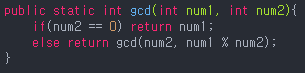 public static int gcd(int num1, int num2){
    if(num2 == 0) return num1;
    else return gcd(num2, num1 % num2);
}